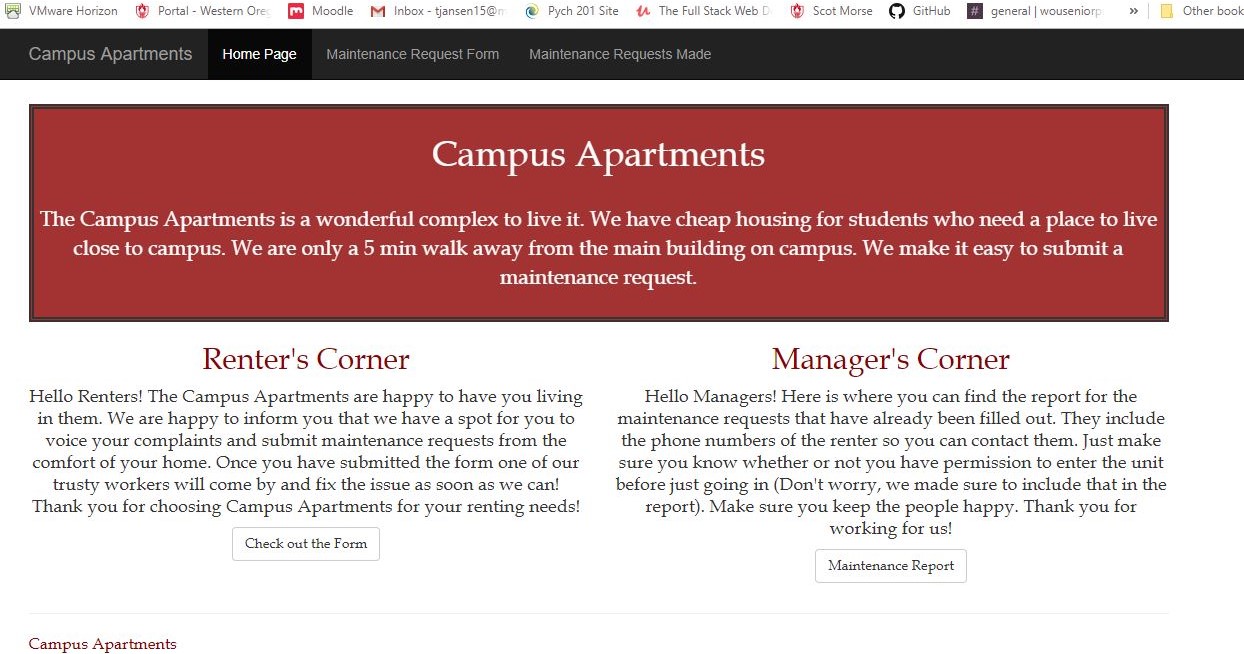 VMware Horizon Portal - Western Oreg Moodle Inbox - tjansen15@ Pych 201 Site The Full Stack Web D Scot Morse GitHub # general | wouseniorp » Other book
Campus Apartments Home Page Maintenance Request Form Maintenance Requests Made
Campus Apartments
The Campus Apartments is a wonderful complex to live it. We have cheap housing for students who need a place to live
close to campus. We are only a 5 min walk away from the main building on campus. We make it easy to submit a
maintenance request.
Renter's Corner
Hello Renters! The Campus Apartments are happy to have you living
in them. We are happy to inform you that we have a spot for you to
voice your complaints and submit maintenance requests from the
comfort of your home. Once you have submitted the form one of our
trusty workers will come by and fix the issue as soon as we can!
Thank you for choosing Campus Apartments for your renting needs!
Check out the Form
Manager's Corner
Hello Managers! Here is where you can find the report for the
maintenance requests that have already been filled out. They include
the phone numbers of the renter so you can contact them. Just make
sure you know whether or not you have permission to enter the unit
before just going in (Don't worry, we made sure to include that in the
report). Make sure you keep the people happy. Thank you for
working for us!
Maintenance Report
Campus Apartments